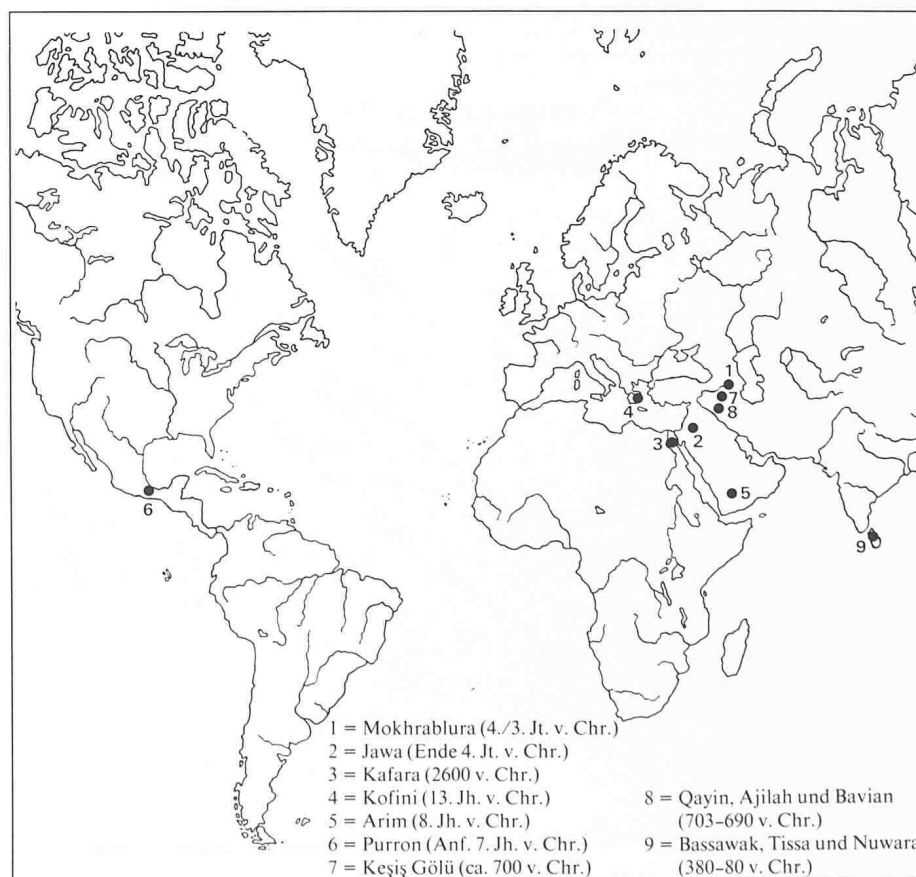 1
7
8
4
2
3
5
6
9
1 = Mokhrablura (4./3. Jt. v. Chr.)
2 = Jawa (Ende 4. Jt. v. Chr.)
3 = Kafara (2600 v. Chr.)
4 = Kofini (13. Jh. v. Chr.)
5 = Arim (8. Jh. v. Chr.)
6 = Purron (Anf. 7. Jh. v. Chr.)
7 = Keşiş Gölü (ca. 700 v. Chr.)
8 = Qayin, Ajilah und Bavian
(703–690 v. Chr.)
9 = Bassawak, Tissa und Nuwara
(380–80 v. Chr.)